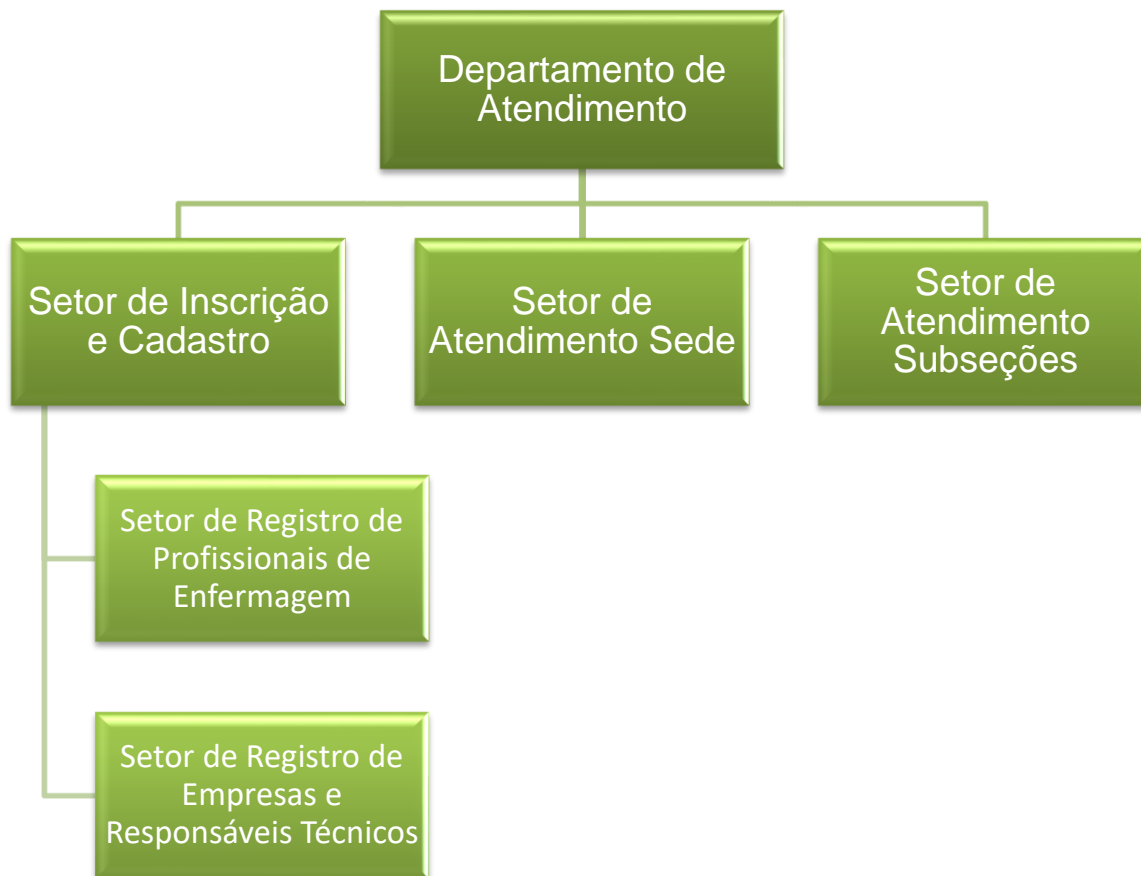 Departamento de
Atendimento
Setor de Inscrição
e Cadastro
Setor de
Atendimento Sede
Setor de
Atendimento
Subseções
Setor de Registro de
Profissionais de
Enfermagem
Setor de Registro de
Empresas e
Responsáveis Técnicos